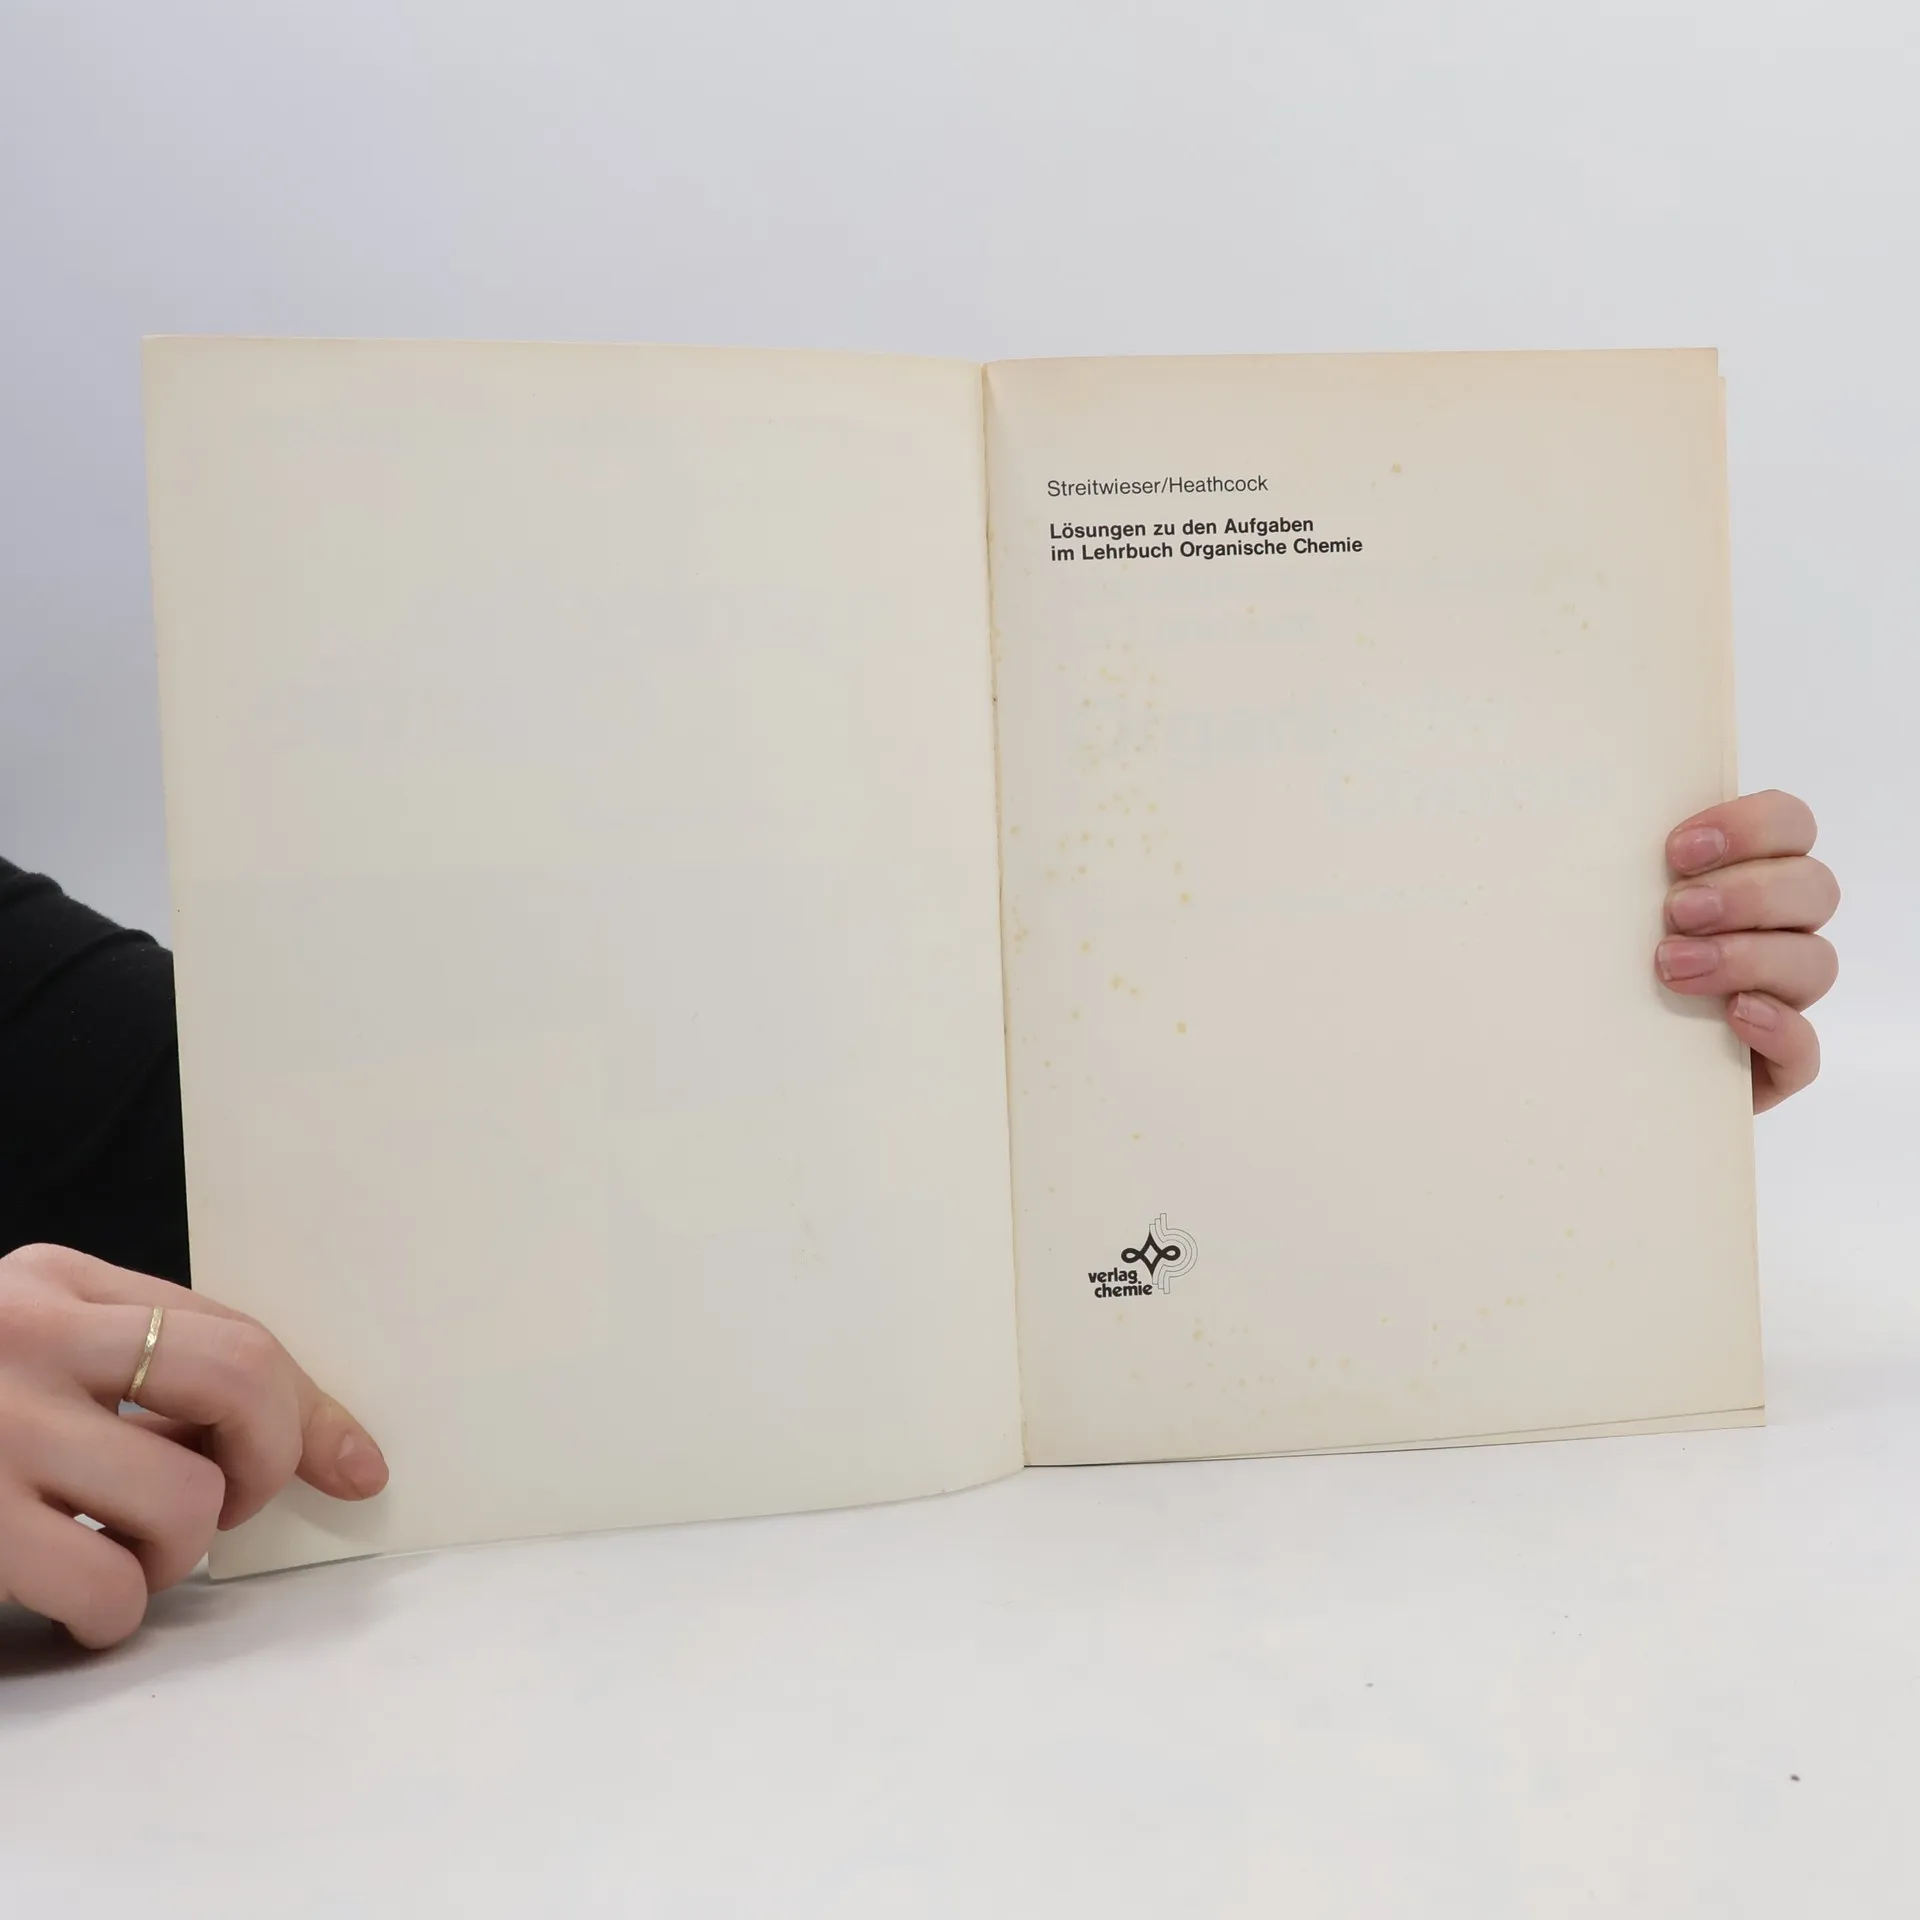 Streitwieser/Heathcock
Lösungen zu den Aufgaben
im Lehrbuch Organische Chemie
verlag
chemie